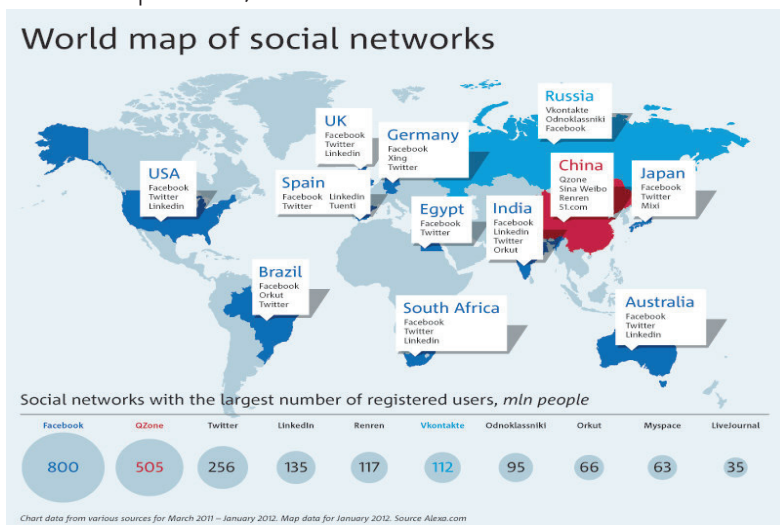 World map of social networks
Russia
Vkontakte
Odnoklassniki
Facebook
UK
Facebook
Twitter
Linkedin
Germany
Facebook
Xing
Twitter
China
Qzone
Sina Weibo
Renren
51.com
Japan
Facebook
Twitter
Mixi
USA
Facebook
Twitter
Linkedin
Spain
Facebook Linkedin
Twitter Tuenti
Egypt
Facebook
Twitter
India
Facebook
Linkedin
Twitter
Orkut
Brazil
Facebook
Orkut
Twitter
South Africa
Facebook
Twitter
Linkedin
Australia
Facebook
Twitter
Linkedin
Social networks with the largest number of registered users, mln people
Facebook QZone Twitter LinkedIn Renren Vkontakte Odnoklassniki Orkut Myspace LiveJournal
800 505 256 135 117 112 95 66 63 35
Chart data from various sources for March 2011 – January 2012. Map data for January 2012. Source Alexa.com